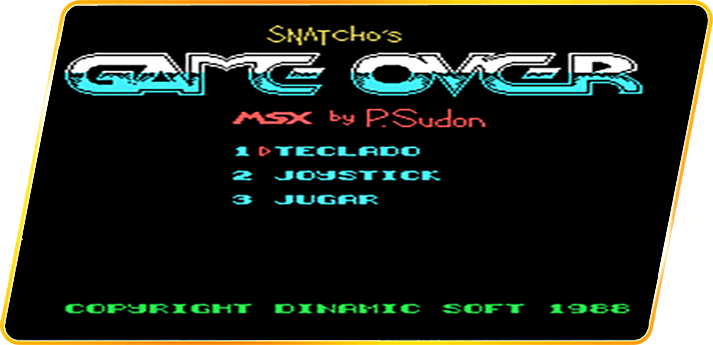 SNATCHO'S
GAME OVER
MSX by P.Sudon
1 TECLADO
2 JOYSTICK
3 JUGAR
COPYRIGHT DINAMIC SOFT 1988